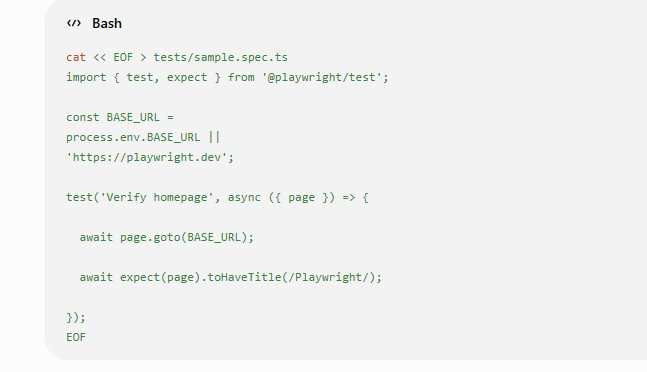 </> Bash
cat << EOF > tests/sample.spec.ts
import { test, expect } from '@playwright/test';
const BASE_URL =
process.env.BASE_URL ||
'https://playwright.dev';
test('Verify homepage', async ({ page }) => {
  await page.goto(BASE_URL);
  await expect(page).toHaveTitle(/Playwright/);
});
EOF